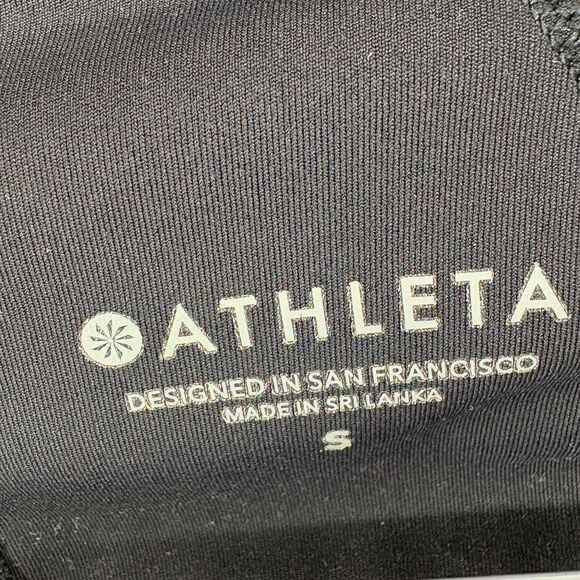 ATHLETA
DESIGNED IN SAN FRANCISCO
MADE IN SRI LANKA
S